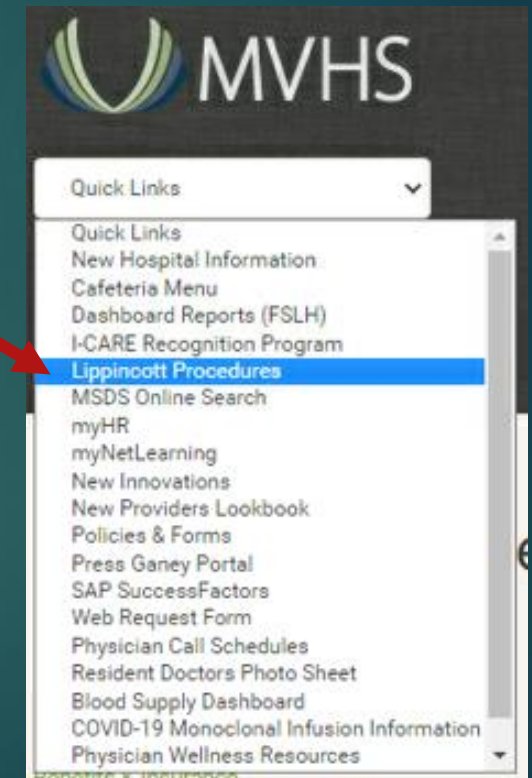 MVHS
Quick Links
Quick Links
New Hospital Information
Cafeteria Menu
Dashboard Reports (FSLH)
I-CARE Recognition Program
Lippincott Procedures
MSDS Online Search
myHR
myNetLearning
New Innovations
New Providers Lookbook
Policies & Forms
Press Ganey Portal
SAP SuccessFactors
Web Request Form
Physician Call Schedules
Resident Doctors Photo Sheet
Blood Supply Dashboard
COVID-19 Monoclonal Infusion Information
Physician Wellness Resources